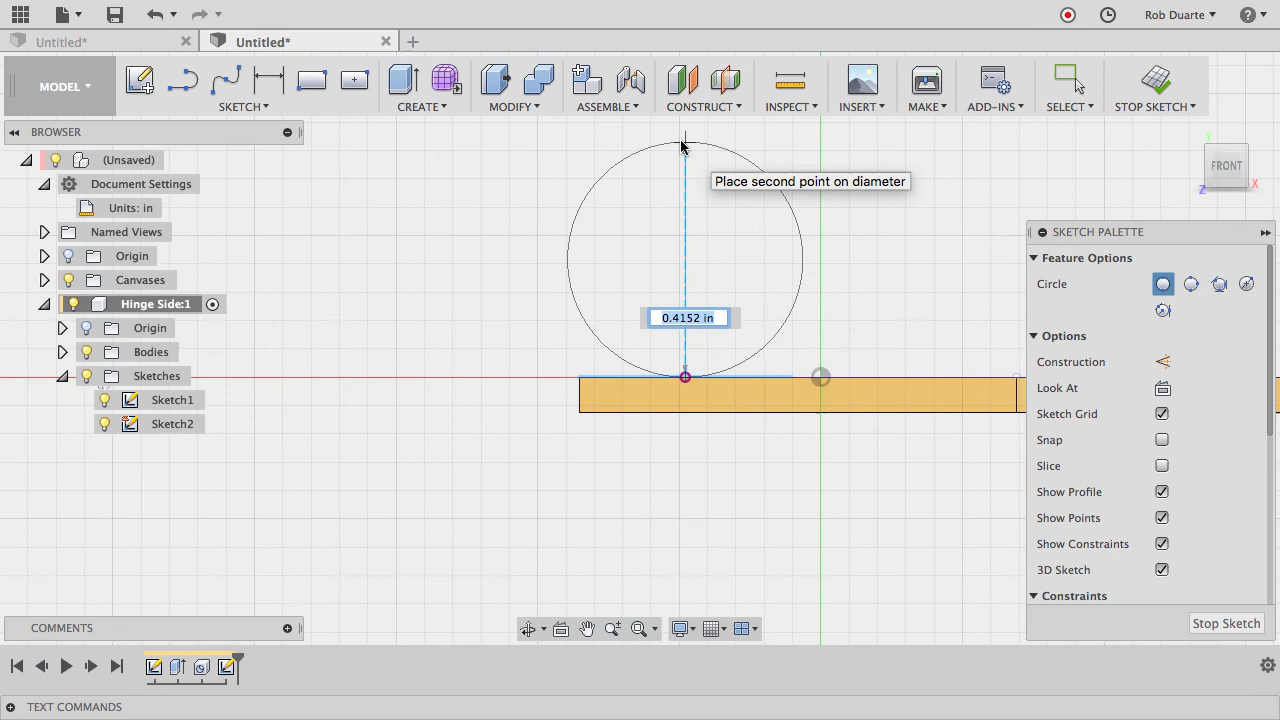 Rob Duarte
Untitled*
Untitled*
MODEL
SKETCH
CREATE
MODIFY
ASSEMBLE
CONSTRUCT
INSPECT
INSERT
MAKE
ADD-INS
SELECT
STOP SKETCH
BROWSER
(Unsaved)
Document Settings
Units: in
Named Views
Origin
Canvases
Hinge Side:1
Origin
Bodies
Sketches
Sketch1
Sketch2
Place second point on diameter
0.4152 in
Y
FRONT
X
Z
SKETCH PALETTE
Feature Options
Circle
Options
Construction
Look At
Sketch Grid
Snap
Slice
Show Profile
Show Points
Show Constraints
3D Sketch
Constraints
Stop Sketch
COMMENTS
TEXT COMMANDS